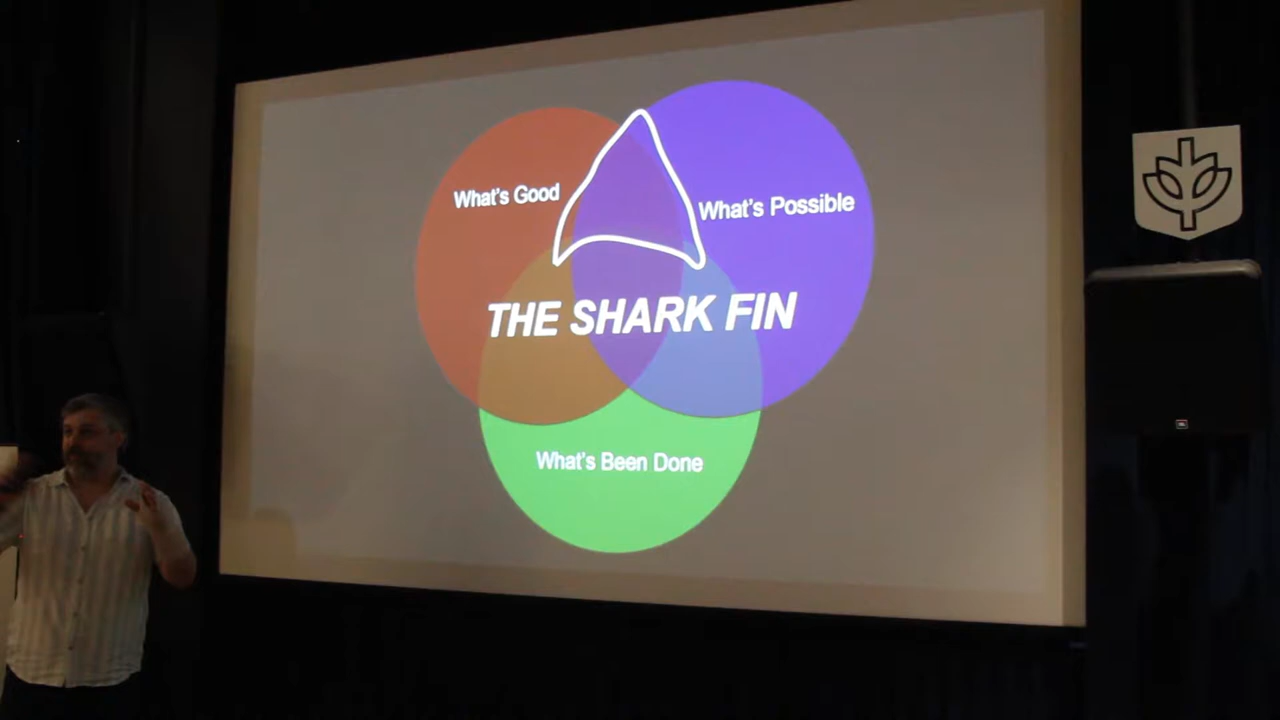 What's Good
What's Possible
THE SHARK FIN
What's Been Done